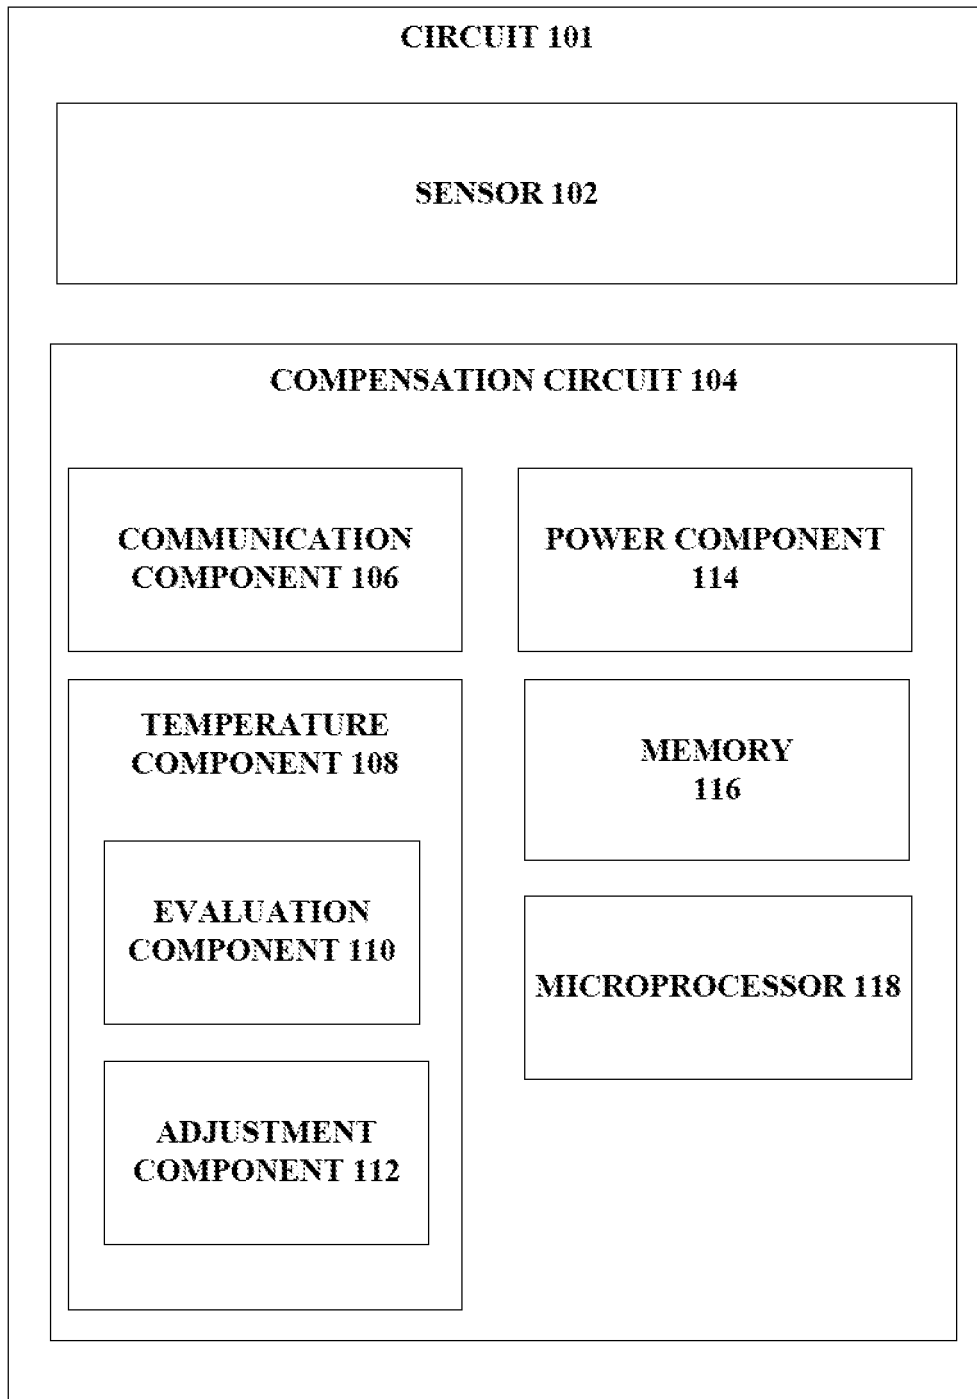 CIRCUIT 101
SENSOR 102
COMPENSATION CIRCUIT 104
COMMUNICATION
COMPONENT 106
POWER COMPONENT
114
TEMPERATURE
COMPONENT 108
MEMORY
116
EVALUATION
COMPONENT 110
MICROPROCESSOR 118
ADJUSTMENT
COMPONENT 112